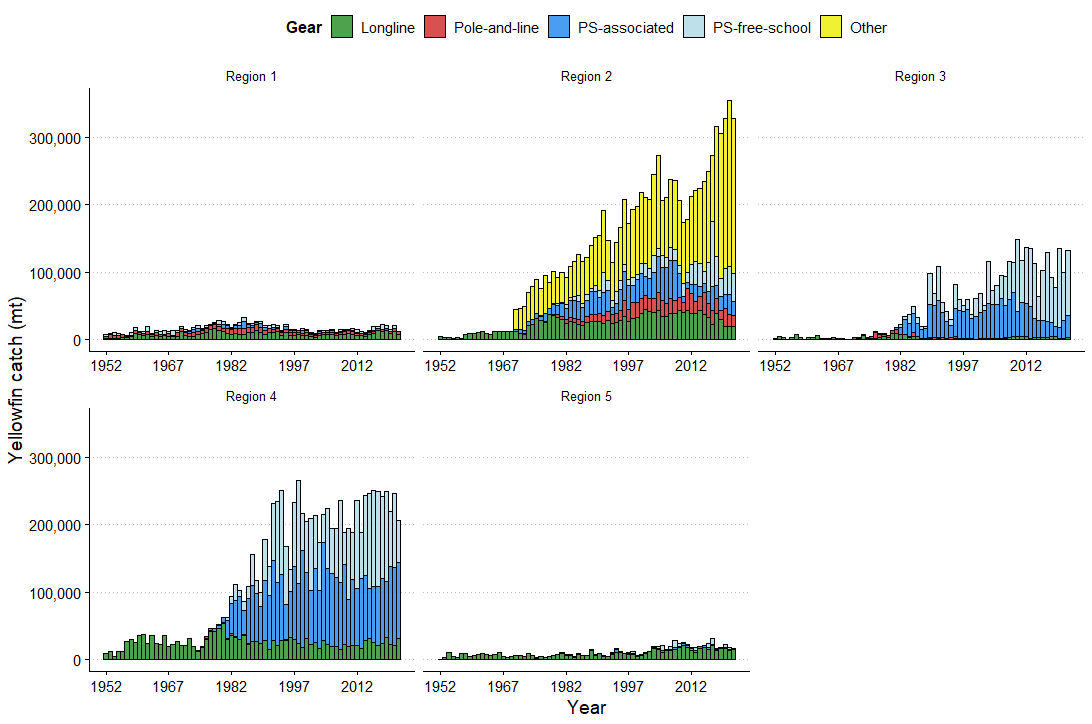 Gear Longline Pole-and-line PS-associated PS-free-school Other
Region 1 Region 2 Region 3
300,000
200,000
100,000
0
1952 1967 1982 1997 2012 1952 1967 1982 1997 2012 1952 1967 1982 1997 2012
Region 4 Region 5
300,000
200,000
100,000
0
1952 1967 1982 1997 2012 1952 1967 1982 1997 2012
Yellowfin catch (mt)
Year